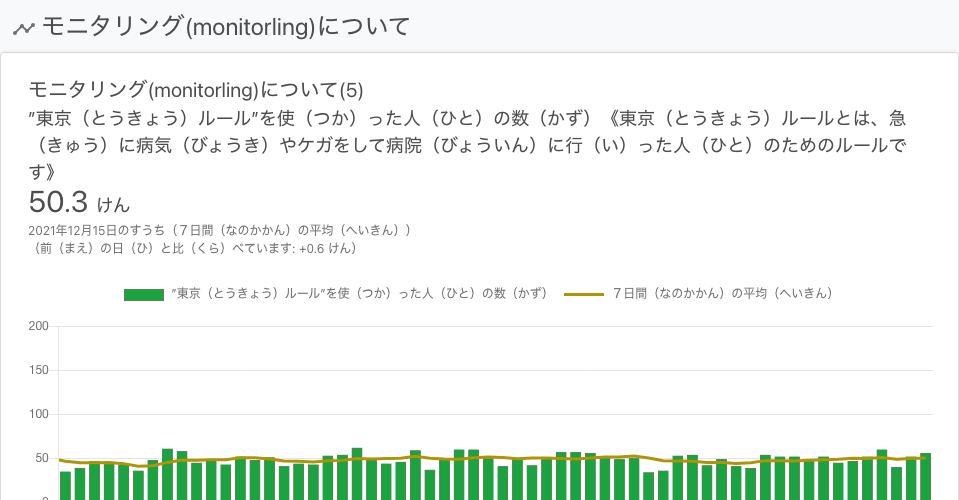 モニタリング(monitorling)について
モニタリング(monitorling)について(5)
”東京（とうきょう）ルール”を使（つか）った人（ひと）の数（かず）《東京（とうきょう）ルールとは、急
（きゅう）に病気（びょうき）やケガをして病院（びょういん）に行（い）った人（ひと）のためのルールで
す》
50.3 けん
2021年12月15日のすうち（７日間（なのかかん）の平均（へいきん））
（前（まえ）の日（ひ）と比（くら）べています: +0.6 けん）
”東京（とうきょう）ルール”を使（つか）った人（ひと）の数（かず） ７日間（なのかかん）の平均（へいきん）
200
150
100
50
0